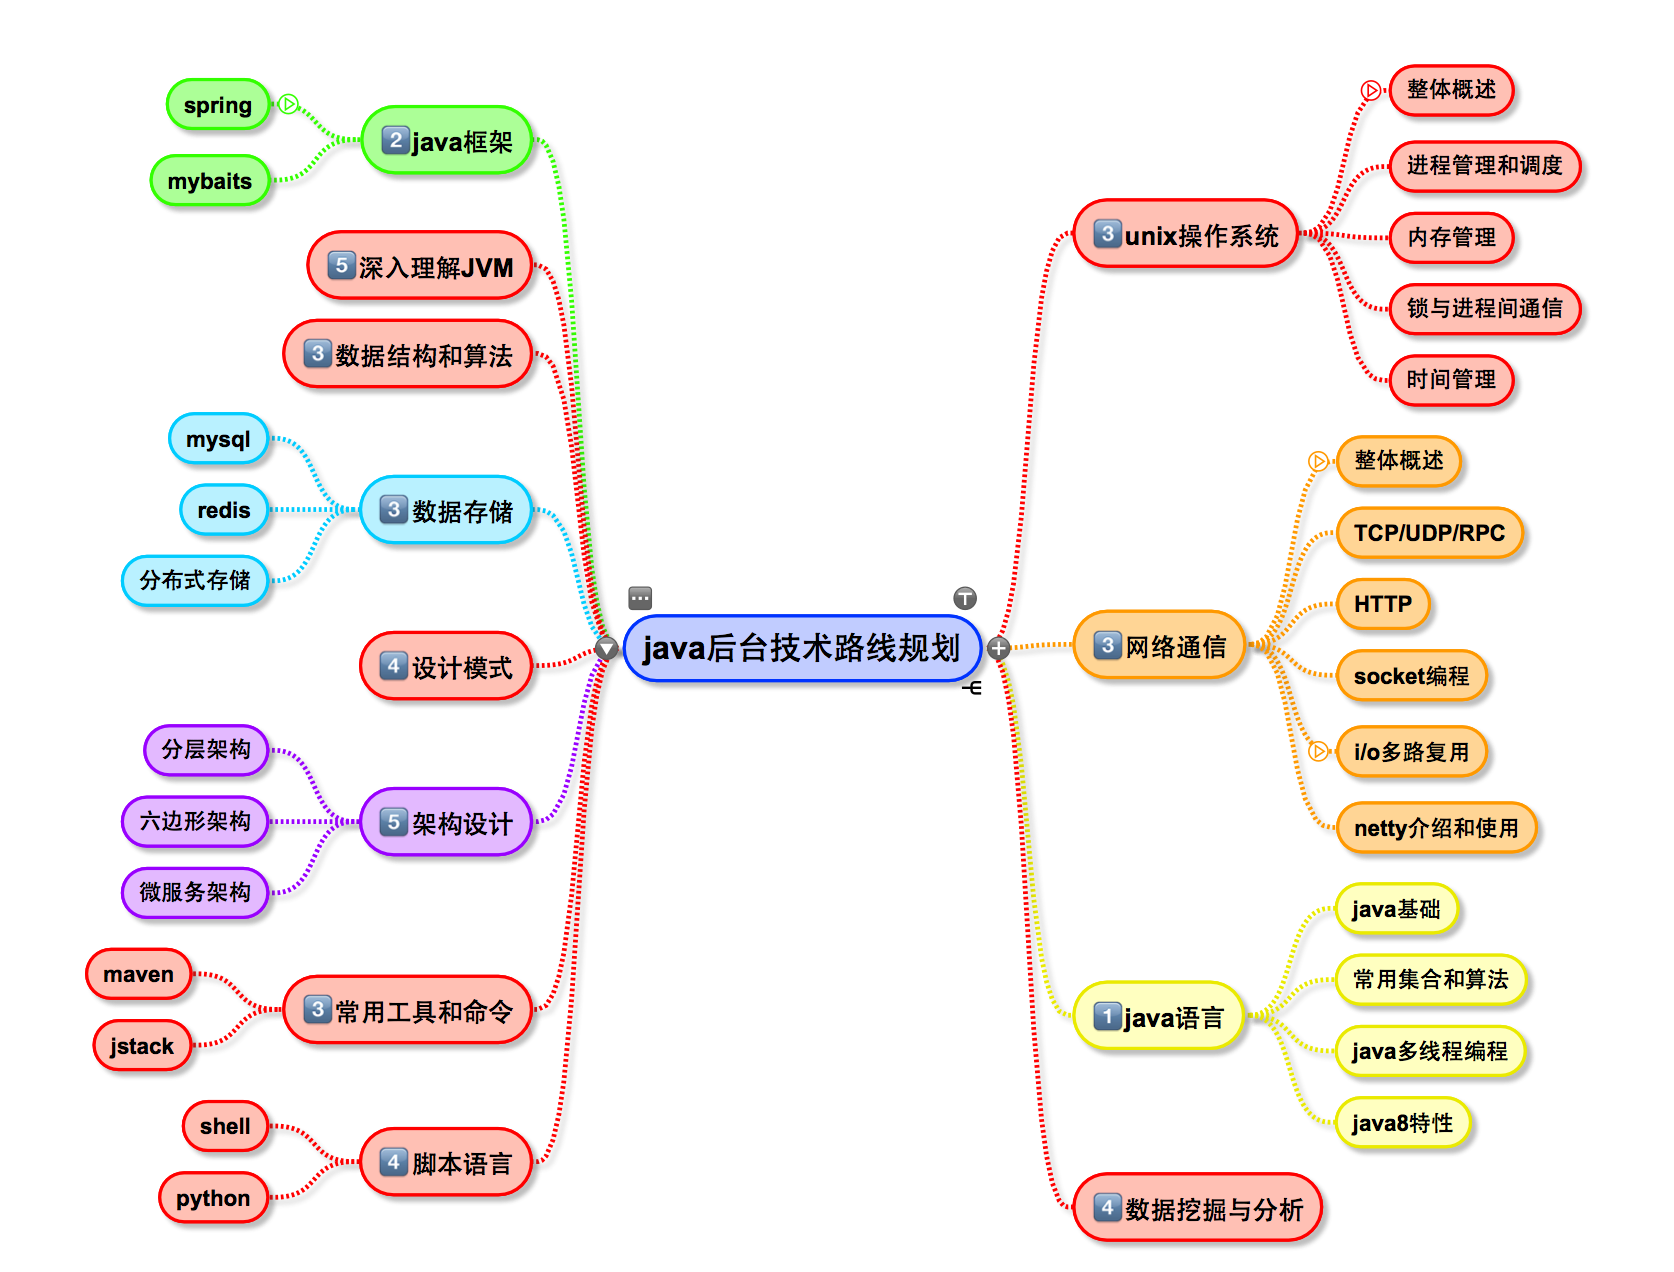 java后台技术路线规划
2 java框架
spring
mybaits
5 深入理解JVM
3 数据结构和算法
3 数据存储
mysql
redis
分布式存储
4 设计模式
5 架构设计
分层架构
六边形架构
微服务架构
3 常用工具和命令
maven
jstack
4 脚本语言
shell
python
3 unix操作系统
整体概述
进程管理和调度
内存管理
锁与进程间通信
时间管理
3 网络通信
整体概述
TCP/UDP/RPC
HTTP
socket编程
i/o多路复用
netty介绍和使用
1 java语言
java基础
常用集合和算法
java多线程编程
java8特性
4 数据挖掘与分析